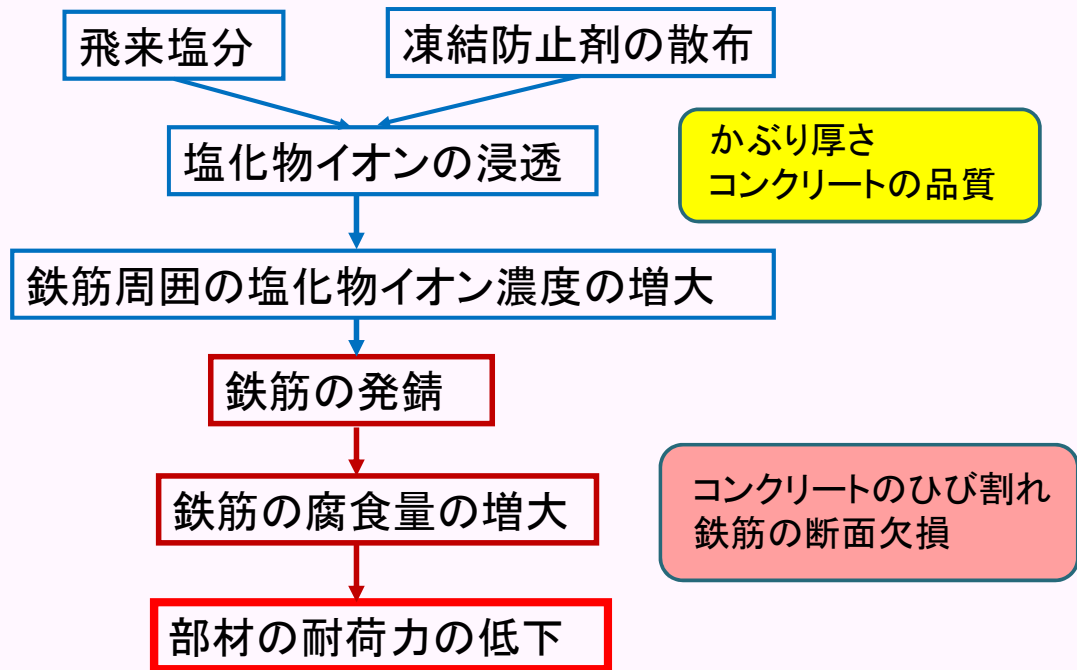 飛来塩分
凍結防止剤の散布
塩化物イオンの浸透
かぶり厚さ
コンクリートの品質
鉄筋周囲の塩化物イオン濃度の増大
鉄筋の発錆
鉄筋の腐食量の増大
コンクリートのひび割れ
鉄筋の断面欠損
部材の耐荷力の低下